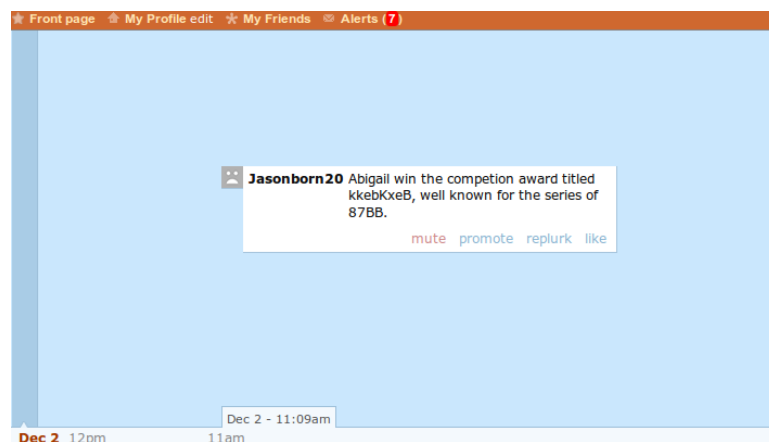 Front page My Profile edit My Friends Alerts (7)
Jasonborn20 Abigail win the competion award titled
kkebKxeB, well known for the series of
87BB.
mute promote replurk like
Dec 2 - 11:09am
Dec 2 12pm 11am